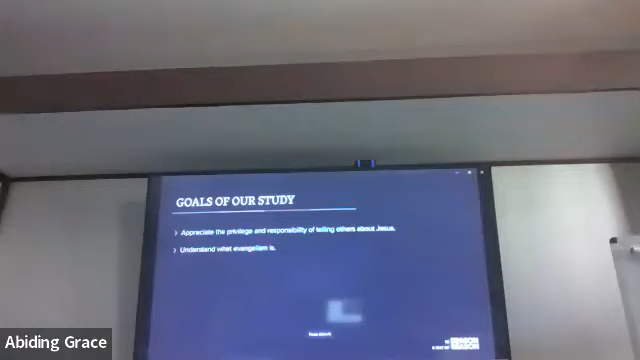 GOALS OF OUR STUDY
Appreciate the privilege and responsibility of telling others about Jesus.
Understand what evangelism is.
Abiding Grace